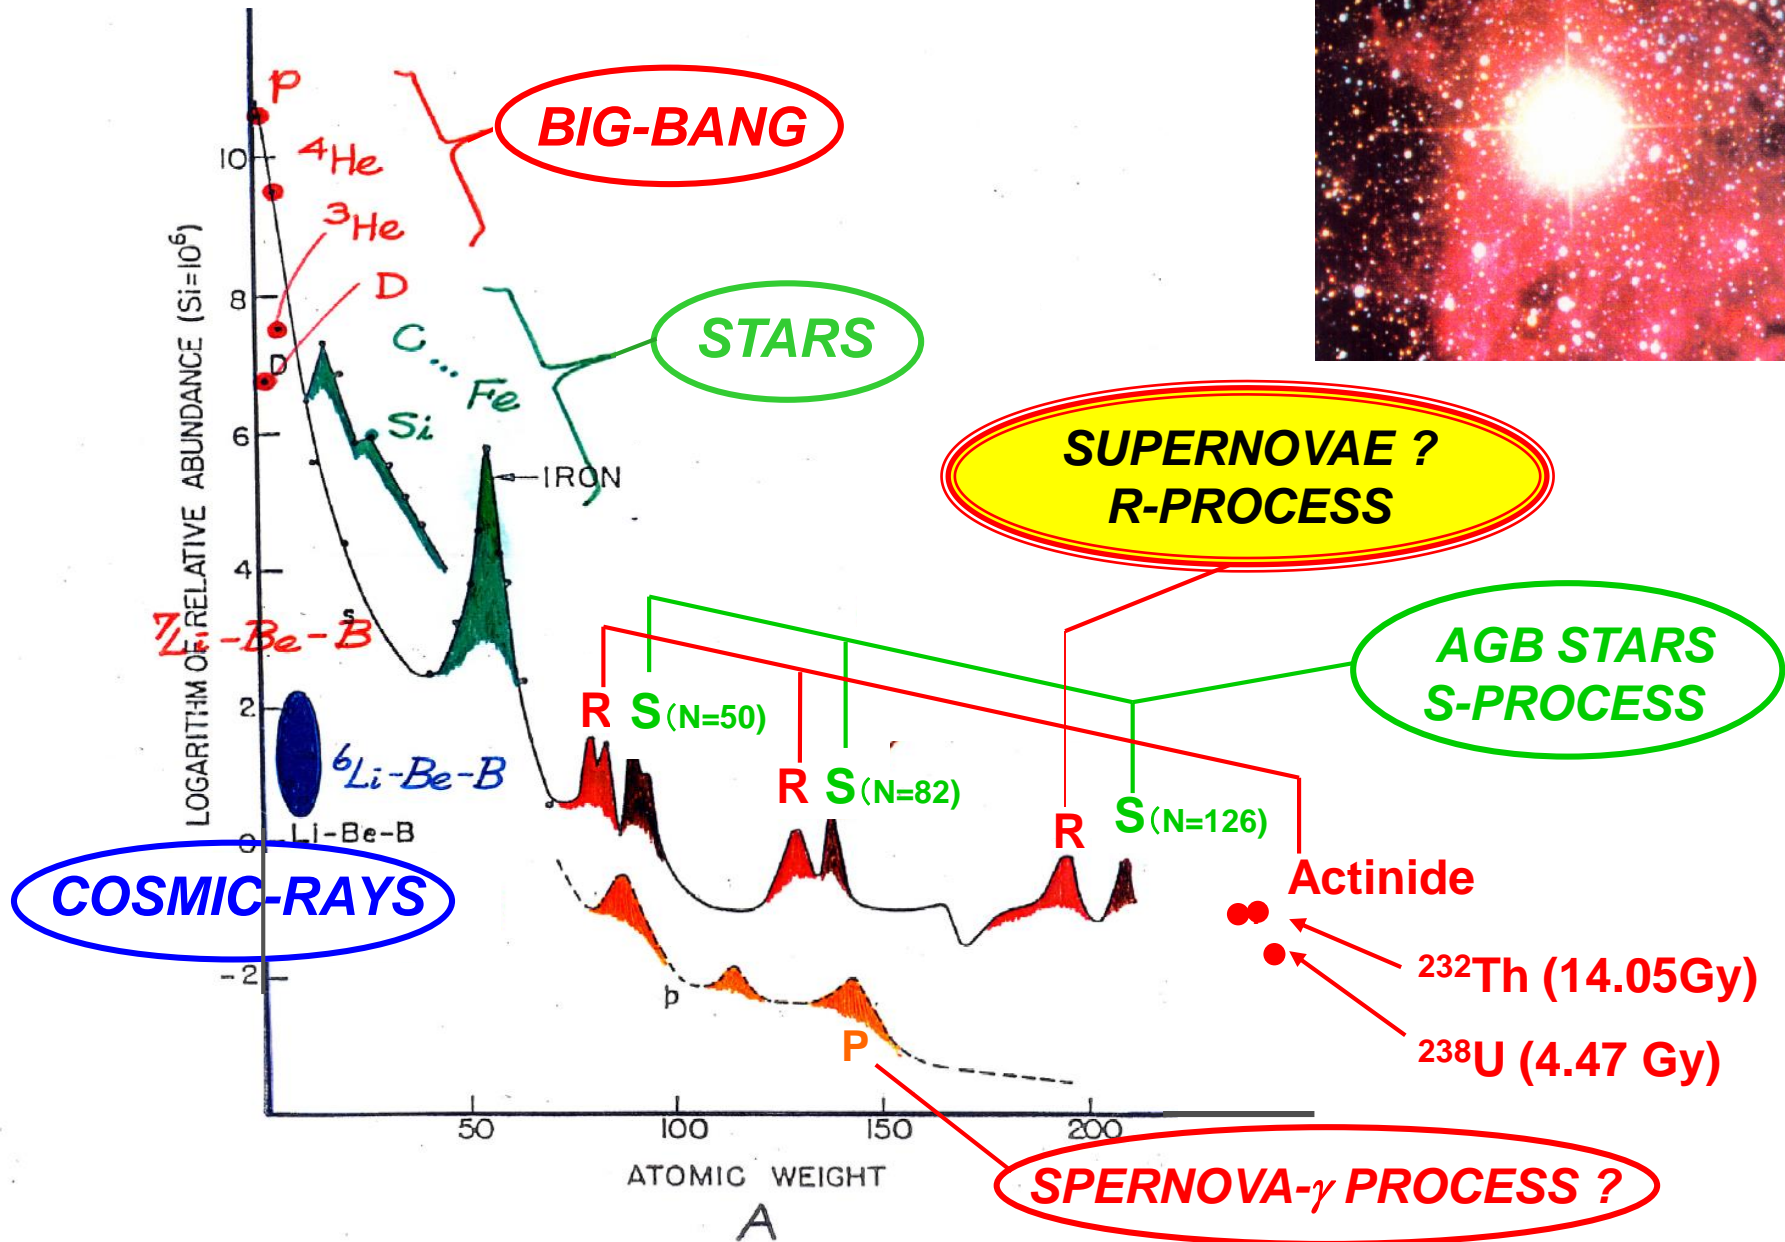 p
BIG-BANG
10
⁴He
³He
D
8
STARS
C...
Fe
D
Si
6
IRON
SUPERNOVAE ?
R-PROCESS
LOGARITHM OF RELATIVE ABUNDANCE (Si=10⁶)
4
s
⁷Li-Be-B
AGB STARS
S-PROCESS
2
R S (N=50)
⁶Li-Be-B
R S (N=82)
R S (N=126)
0
Li-Be-B
COSMIC-RAYS
Actinide
-2
²³²Th (14.05Gy)
p
P
²³⁸U (4.47 Gy)
50
100
150
200
ATOMIC WEIGHT
A
SPERNOVA-γ PROCESS ?